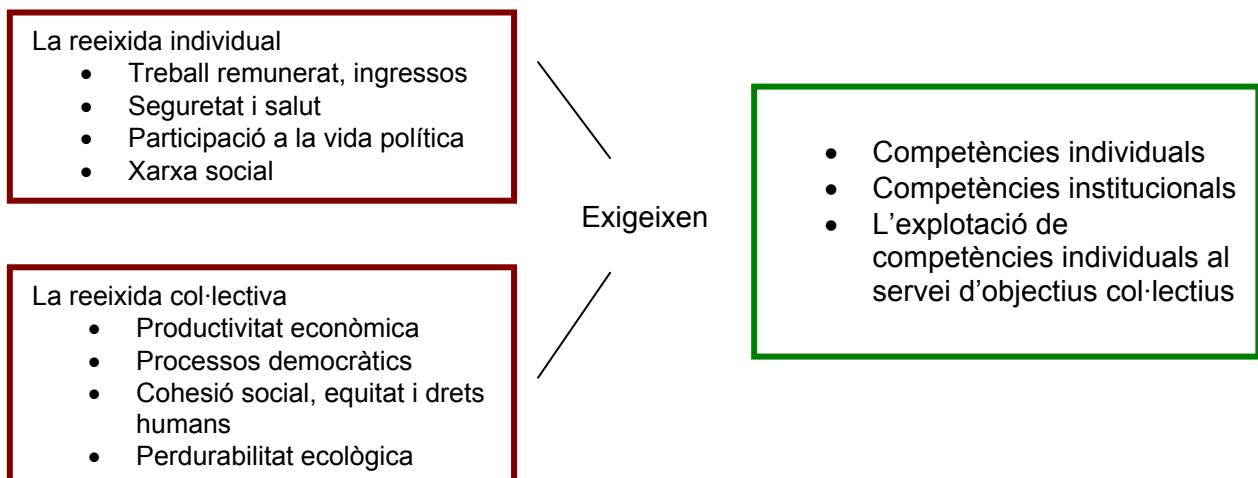 La reeixida individual
• Treball remunerat, ingressos
• Seguretat i salut
• Participació a la vida política
• Xarxa social
La reeixida col·lectiva
• Productivitat econòmica
• Processos democràtics
• Cohesió social, equitat i drets
humans
• Perdurabilitat ecològica
Exigeixen
• Competències individuals
• Competències institucionals
• L’explotació de
competències individuals al
servei d’objectius col·lectius